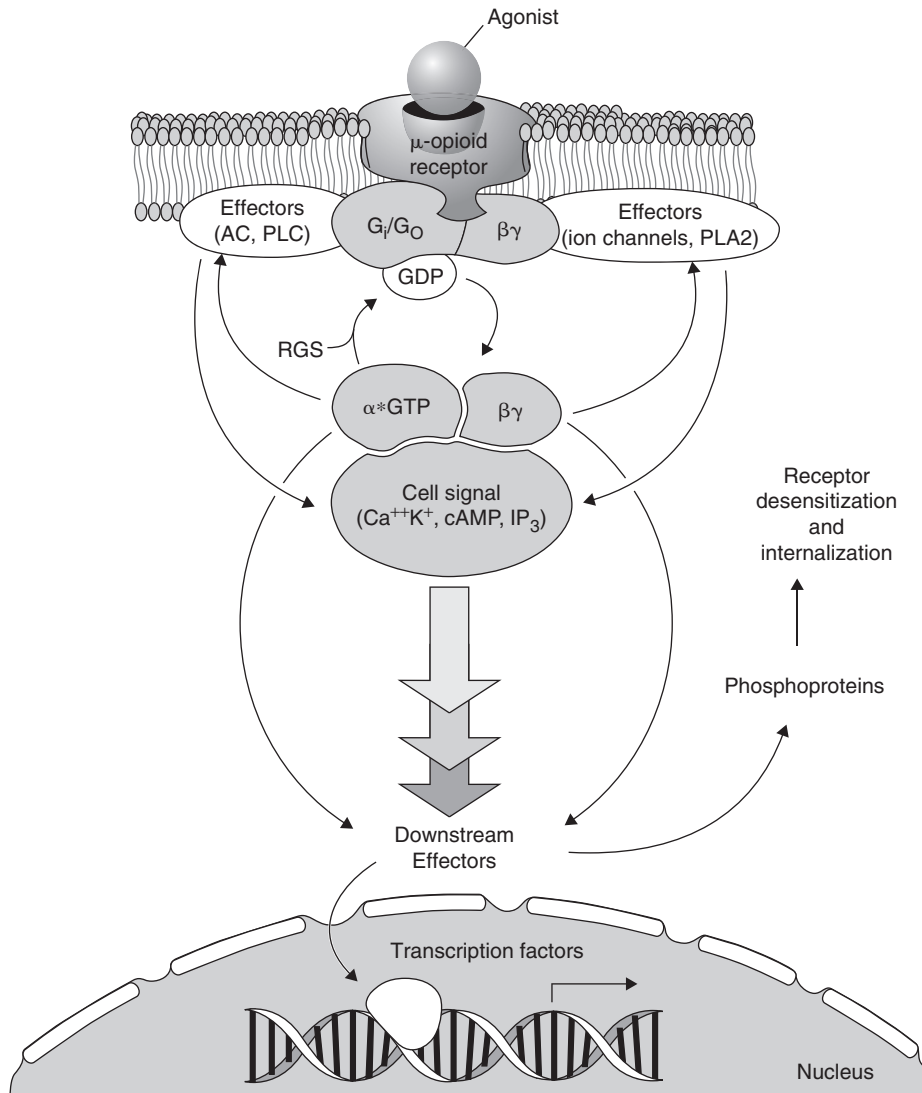 Agonist
μ-opioid
receptor
Effectors
(AC, PLC)
Gi/GO
βγ
Effectors
(ion channels, PLA2)
GDP
RGS
α*GTP
βγ
Cell signal
(Ca++K+, cAMP, IP3)
Receptor
desensitization
and
internalization
Phosphoproteins
Downstream
Effectors
Transcription factors
Nucleus